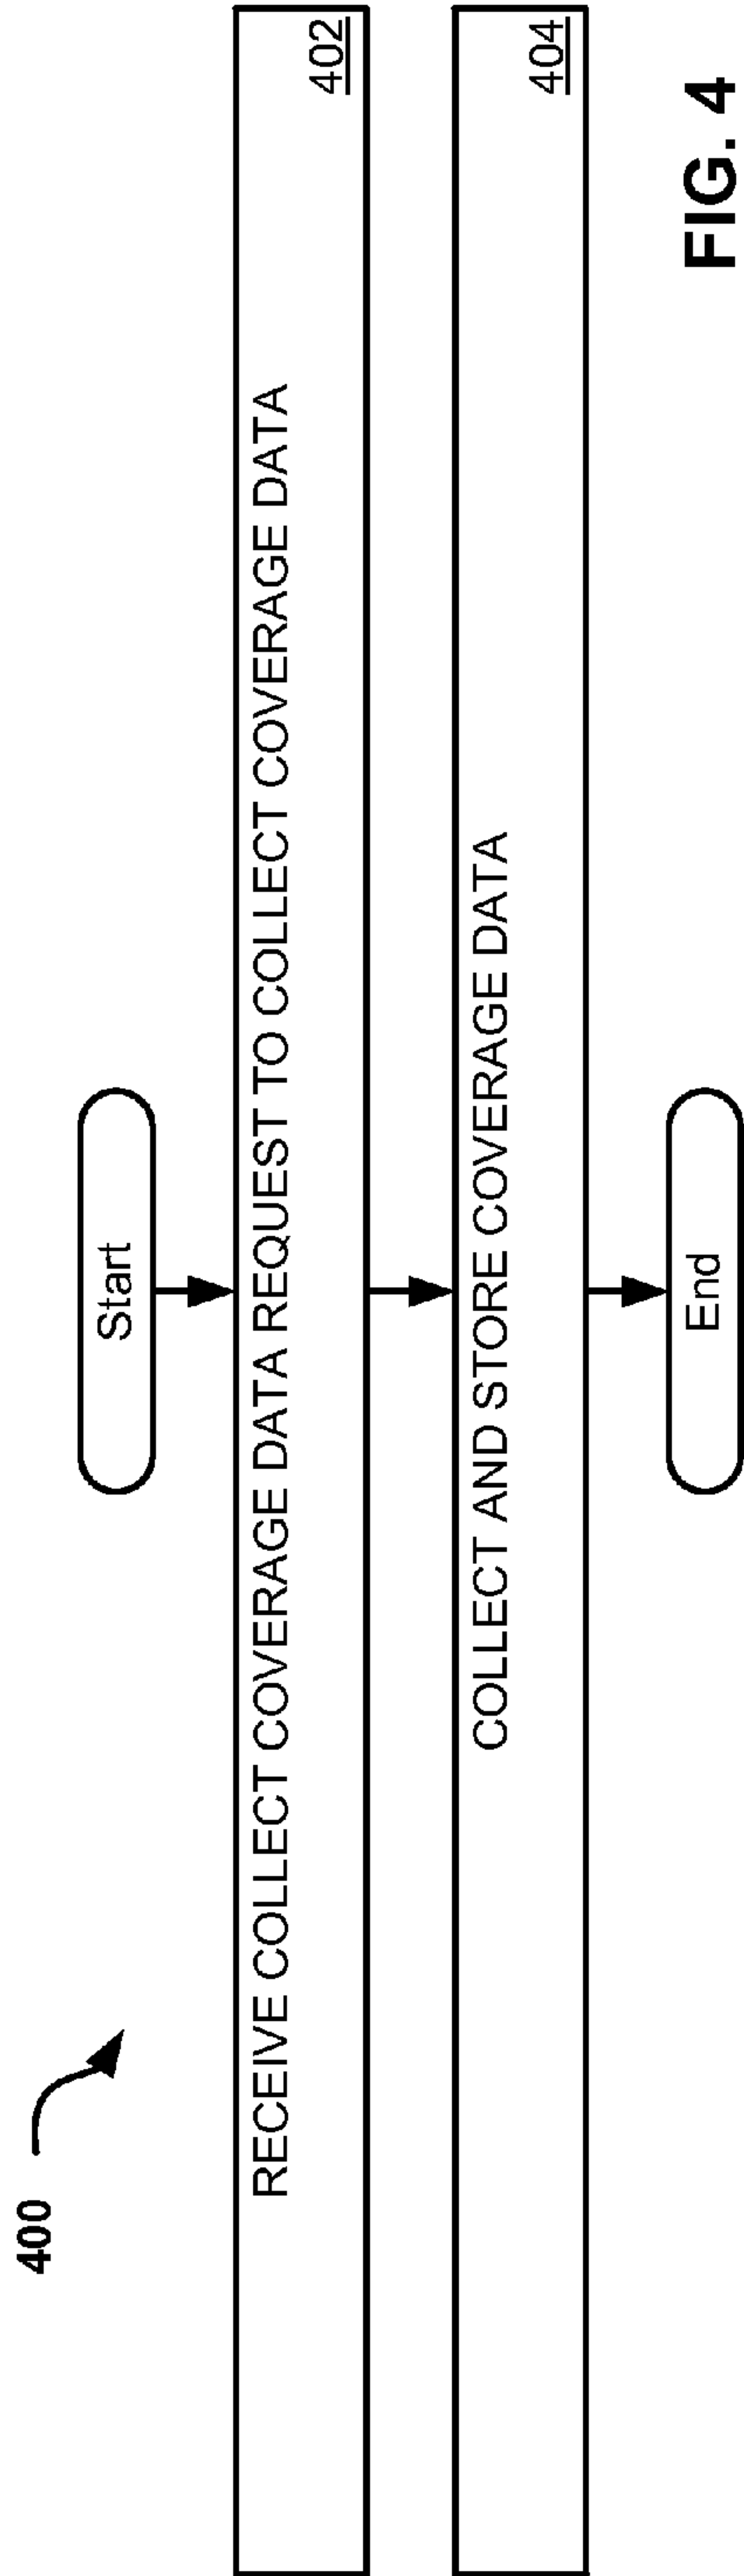 400
Start
RECEIVE COLLECT COVERAGE DATA REQUEST TO COLLECT COVERAGE DATA
402
COLLECT AND STORE COVERAGE DATA
404
End
FIG. 4